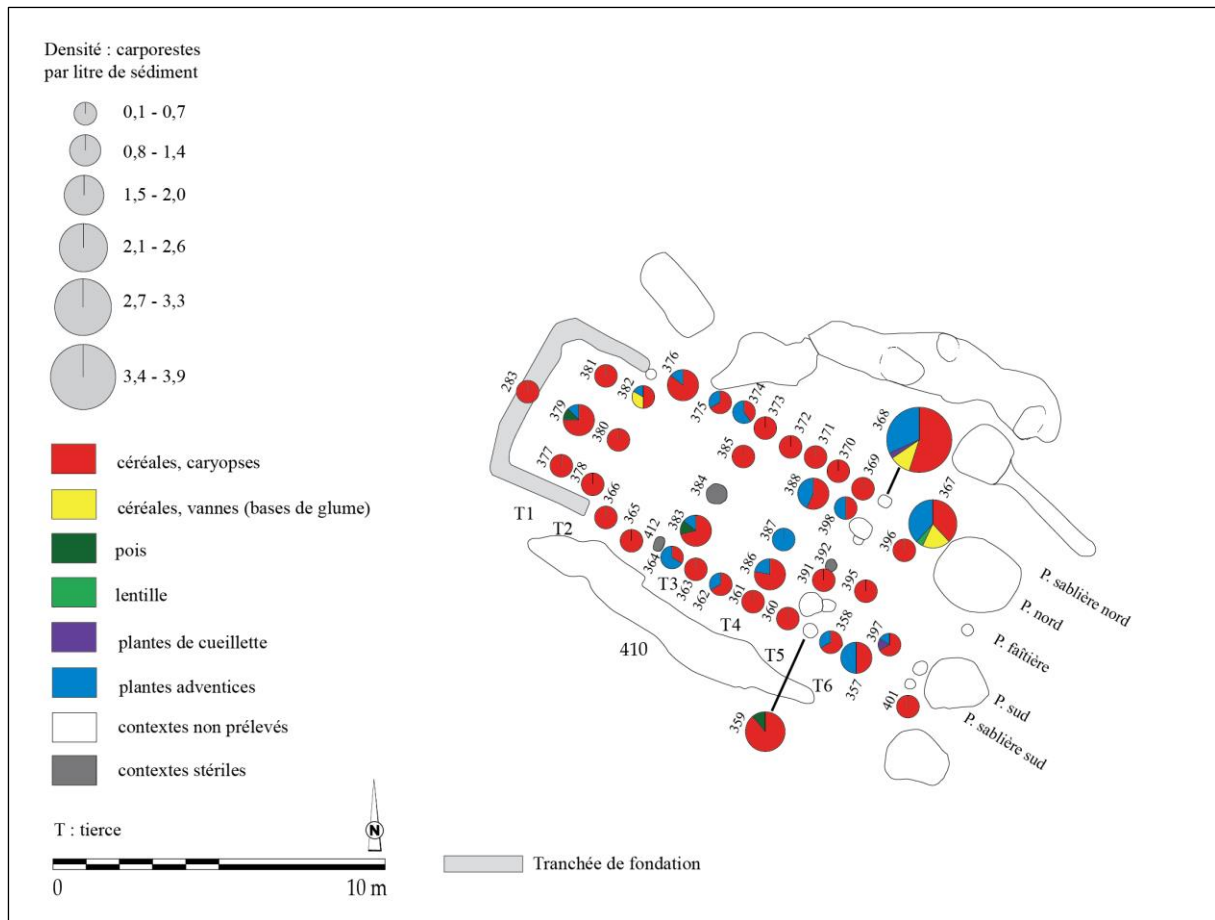 Densité : carporestes
par litre de sédiment
0,1 - 0,7
0,8 - 1,4
1,5 - 2,0
2,1 - 2,6
2,7 - 3,3
3,4 - 3,9
céréales, caryopses
céréales, vannes (bases de glume)
pois
lentille
plantes de cueillette
plantes adventices
contextes non prélevés
contextes stériles
T : tierce
N
0
10 m
Tranchée de fondation
283
381
382
376
379
380
375
374
373
372
371
370
369
368
367
377
378
366
365
412
364
363
362
361
360
385
384
383
388
398
387
386
392
391
395
396
358
357
397
401
359
410
T1
T2
T3
T4
T5
T6
P. sablière nord
P. nord
P. faîtière
P. sud
P. sablière sud